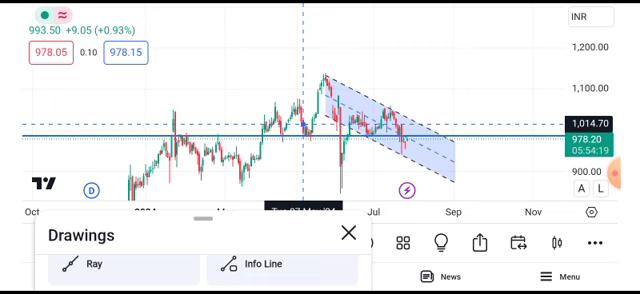 993.50 +9.05 (+0.93%)
INR
978.05 0.10 978.15
1,200.00
1,100.00
1,014.70
978.20
05:54:19
900.00
D
A L
Oct Jul Sep Nov
Drawings
Ray
Info Line
News
Menu